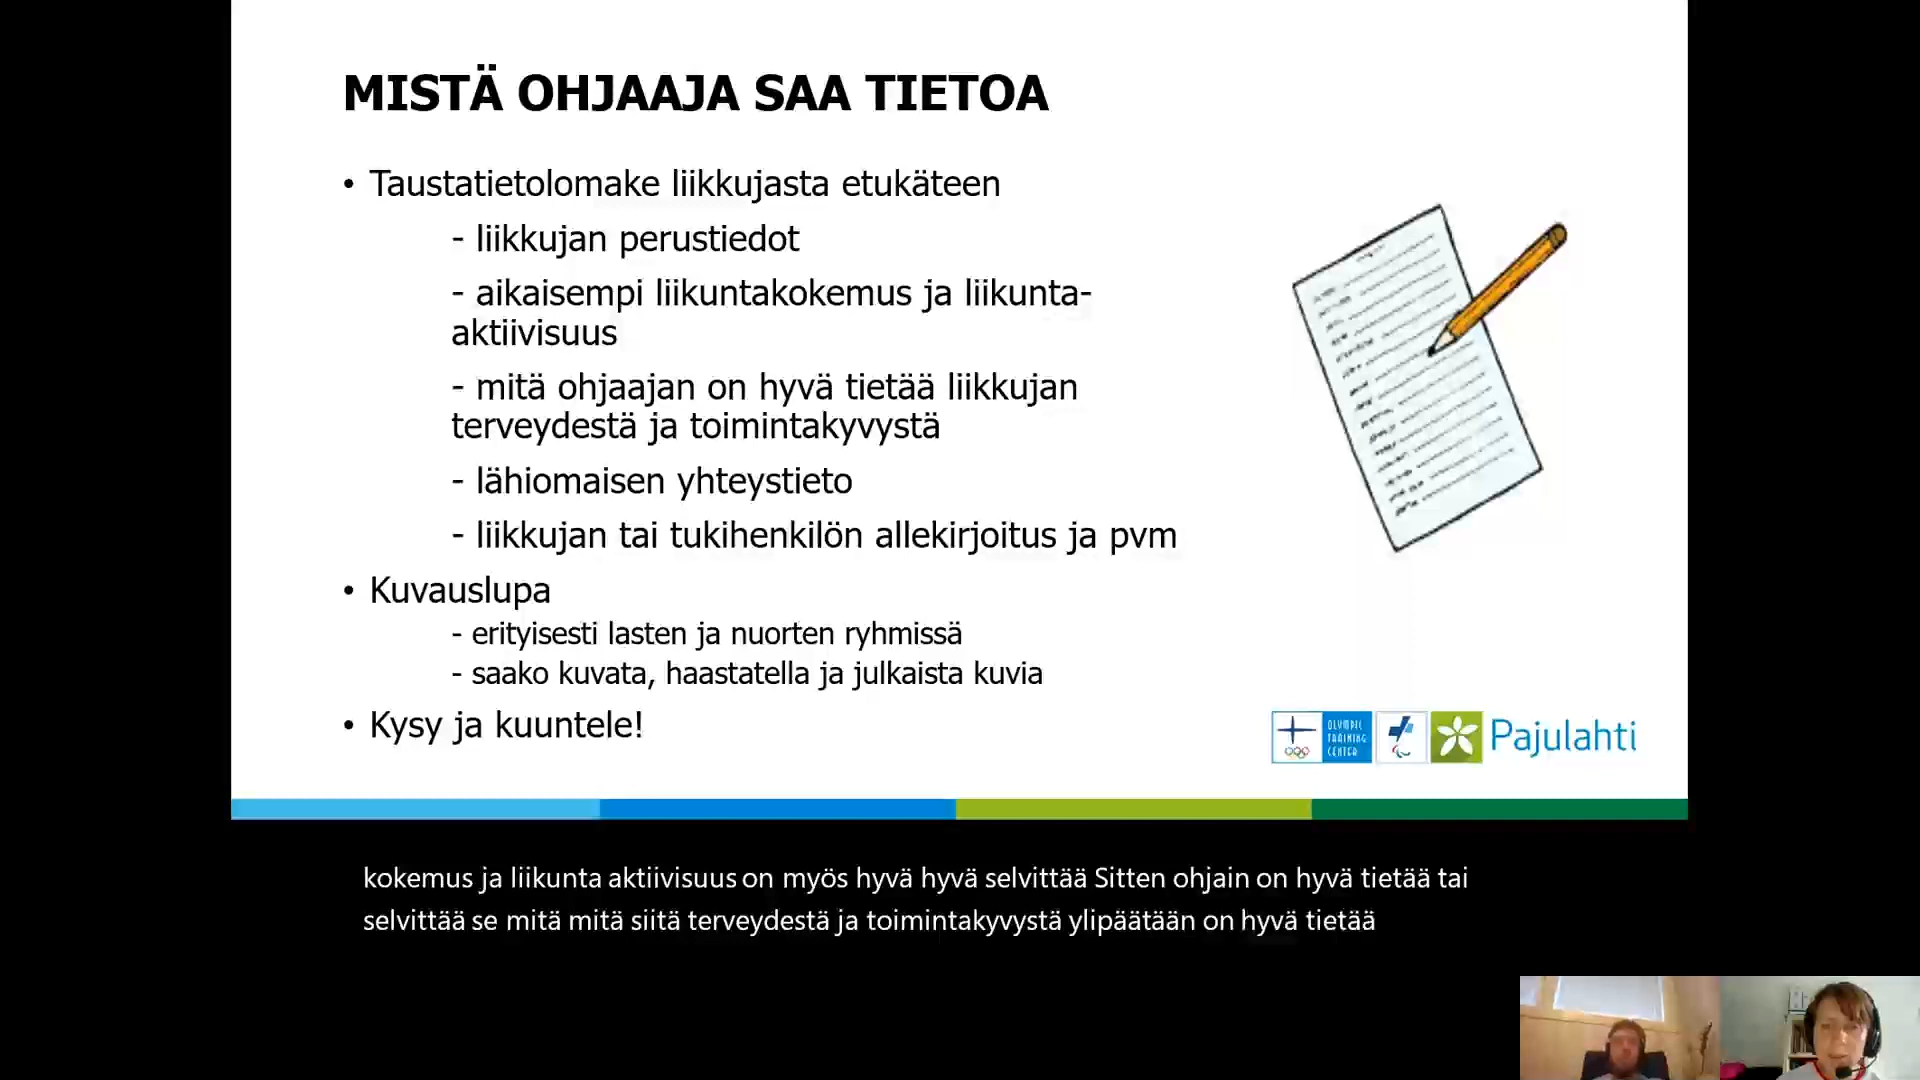 MISTÄ OHJAAJA SAA TIETOA
• Taustatietolomake liikkujasta etukäteen
- liikkujan perustiedot
- aikaisempi liikuntakokemus ja liikunta-
aktiivisuus
- mitä ohjaajan on hyvä tietää liikkujan
terveydestä ja toimintakyvystä
- lähiomaisen yhteystieto
- liikkujan tai tukihenkilön allekirjoitus ja pvm
• Kuvauslupa
- erityisesti lasten ja nuorten ryhmissä
- saako kuvata, haastatella ja julkaista kuvia
• Kysy ja kuuntele!
OLYMPIC
TRAINING
CENTER
Pajulahti
kokemus ja liikunta aktiivisuus on myös hyvä hyvä selvittää Sitten ohjain on hyvä tietää tai
selvittää se mitä mitä siitä terveydestä ja toimintakyvystä ylipäätään on hyvä tietää